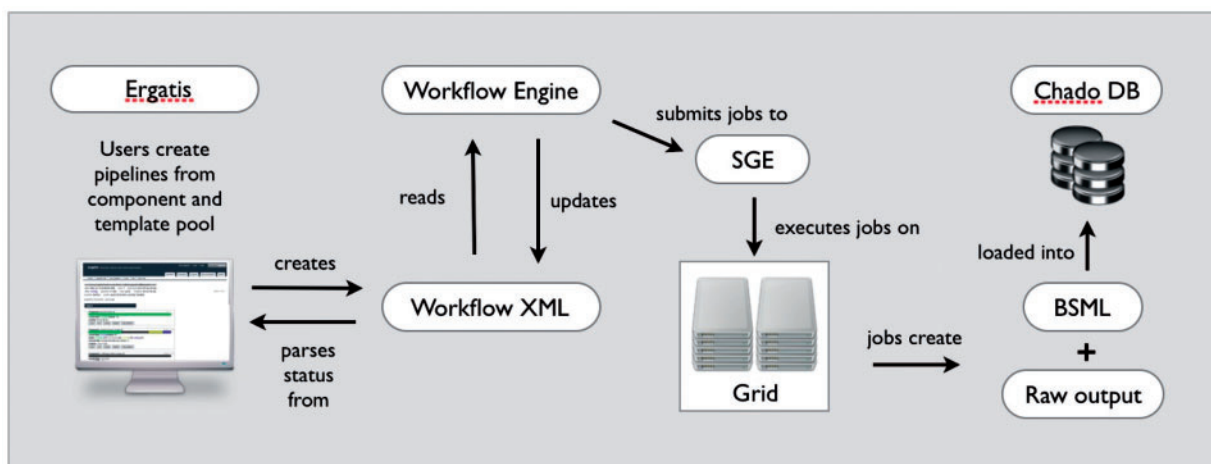 Ergatis
Users create
pipelines from
component and
template pool
creates
parses
status
from
Workflow Engine
reads
updates
Workflow XML
submits jobs to
SGE
executes jobs on
Grid
jobs create
Chado DB
loaded into
BSML
+
Raw output